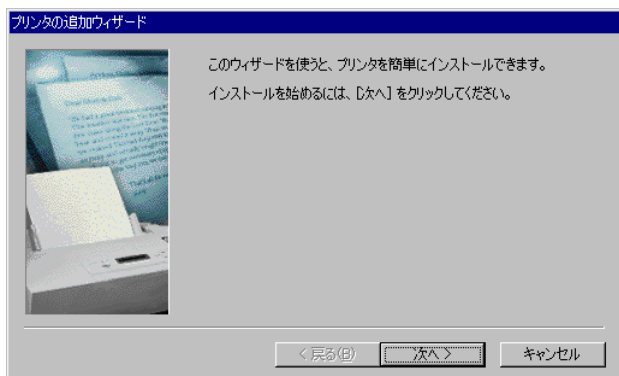 プリンタの追加ウィザード
このウィザードを使うと、プリンタを簡単にインストールできます。
インストールを始めるには、[次へ] をクリックしてください。
< 戻る(B)
次へ >
キャンセル